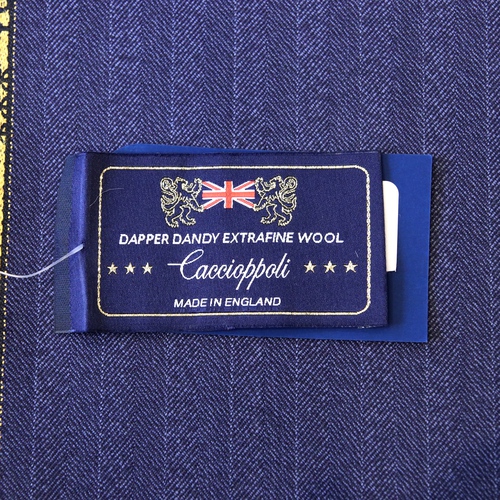 DAPPER DANDY EXTRAFINE WOOL
Caccioppoli
MADE IN ENGLAND